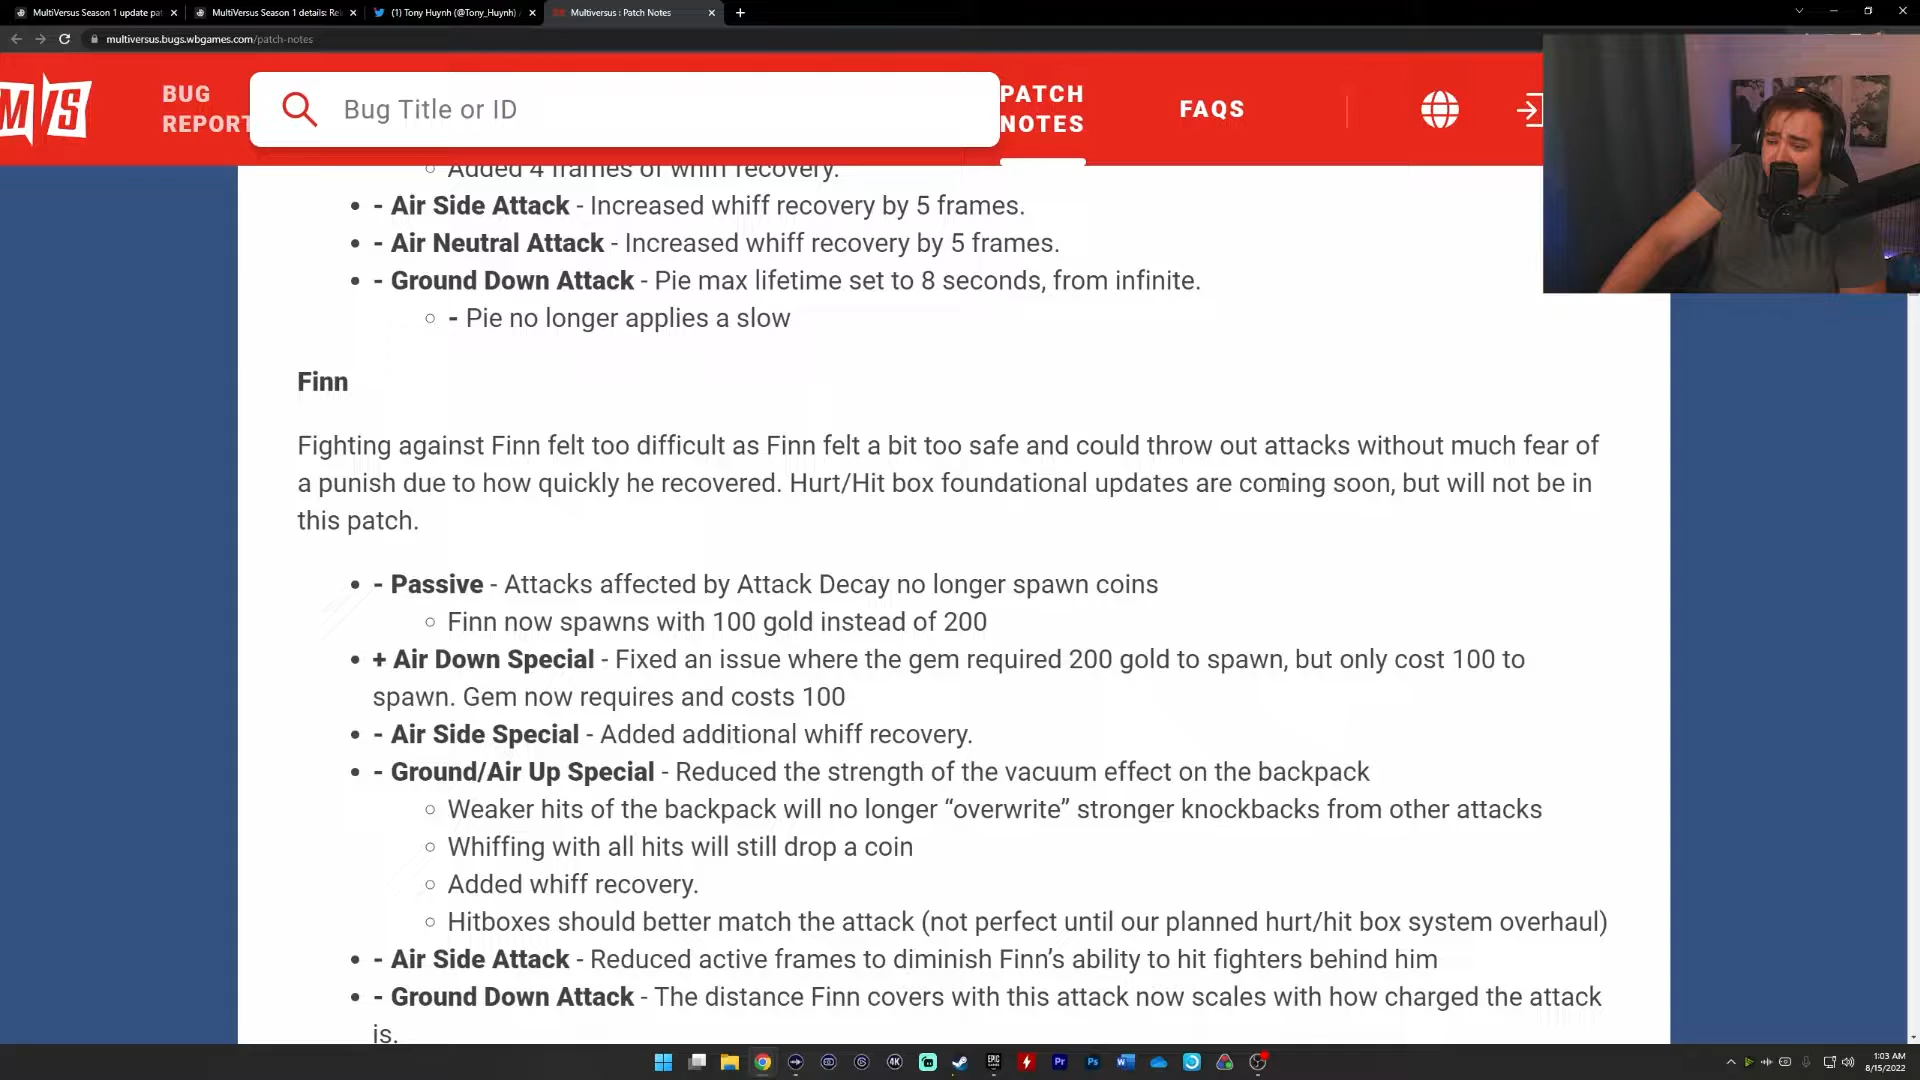 MultiVersus Season 1 update pat
MultiVersus Season 1 details: Rel
(1) Tony Huynh (@Tony_Huynh)
Multiversus : Patch Notes
multiversus.bugs.wbgames.com/patch-notes
M/S
BUG
REPORT
Bug Title or ID
PATCH
NOTES
FAQS
Added 4 frames of whiff recovery.
- Air Side Attack - Increased whiff recovery by 5 frames.
- Air Neutral Attack - Increased whiff recovery by 5 frames.
- Ground Down Attack - Pie max lifetime set to 8 seconds, from infinite.
- Pie no longer applies a slow
Finn
Fighting against Finn felt too difficult as Finn felt a bit too safe and could throw out attacks without much fear of
a punish due to how quickly he recovered. Hurt/Hit box foundational updates are coming soon, but will not be in
this patch.
- Passive - Attacks affected by Attack Decay no longer spawn coins
Finn now spawns with 100 gold instead of 200
+ Air Down Special - Fixed an issue where the gem required 200 gold to spawn, but only cost 100 to
spawn. Gem now requires and costs 100
- Air Side Special - Added additional whiff recovery.
- Ground/Air Up Special - Reduced the strength of the vacuum effect on the backpack
Weaker hits of the backpack will no longer “overwrite” stronger knockbacks from other attacks
Whiffing with all hits will still drop a coin
Added whiff recovery.
Hitboxes should better match the attack (not perfect until our planned hurt/hit box system overhaul)
- Air Side Attack - Reduced active frames to diminish Finn’s ability to hit fighters behind him
- Ground Down Attack - The distance Finn covers with this attack now scales with how charged the attack
is.
4K
EPIC
Pr
Ps
W
1:03 AM
8/15/2022